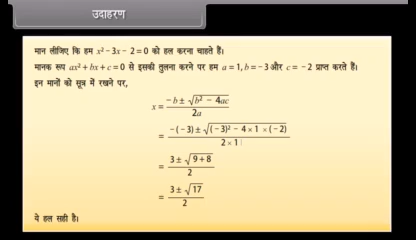 उदाहरण
मान लीजिए कि हम x² - 3x - 2 = 0 को हल करना चाहते हैं।
मानक रूप ax² + bx + c = 0 से इसकी तुलना करने पर हम a = 1, b = -3 और c = -2 प्राप्त करते हैं।
इन मानों को सूत्र में रखने पर,
x = (-b ± √(b² - 4ac)) / 2a
= (-(-3) ± √((-3)² - 4 × 1 × (-2))) / (2 × 1)
= (3 ± √(9+8)) / 2
= (3 ± √17) / 2
ये हल सही है।